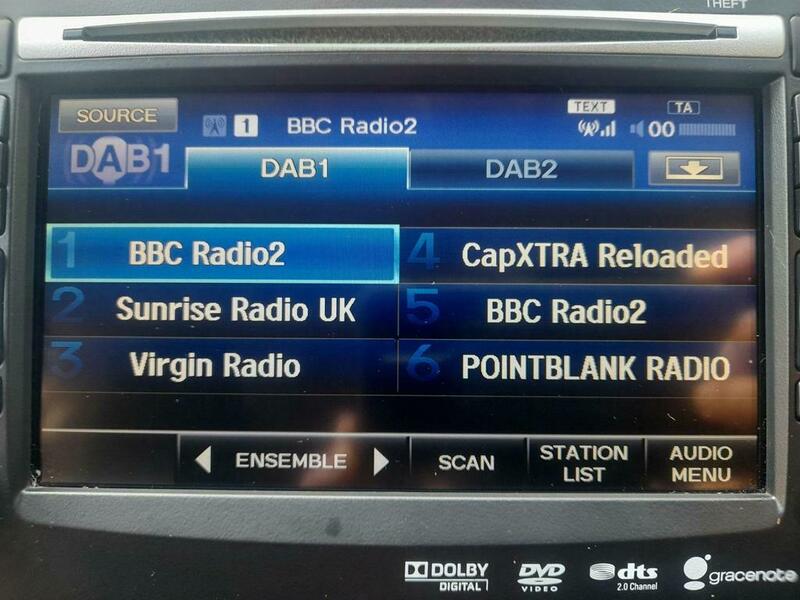 THEFT
SOURCE
1 BBC Radio2
TEXT
TA
00
DAB1
DAB1
DAB2
1 BBC Radio2
4 CapXTRA Reloaded
2 Sunrise Radio UK
5 BBC Radio2
3 Virgin Radio
6 POINTBLANK RADIO
ENSEMBLE
SCAN
STATION
LIST
AUDIO
MENU
DOLBY
DIGITAL
DVD
VIDEO
dts
2.0 Channel
gracenote